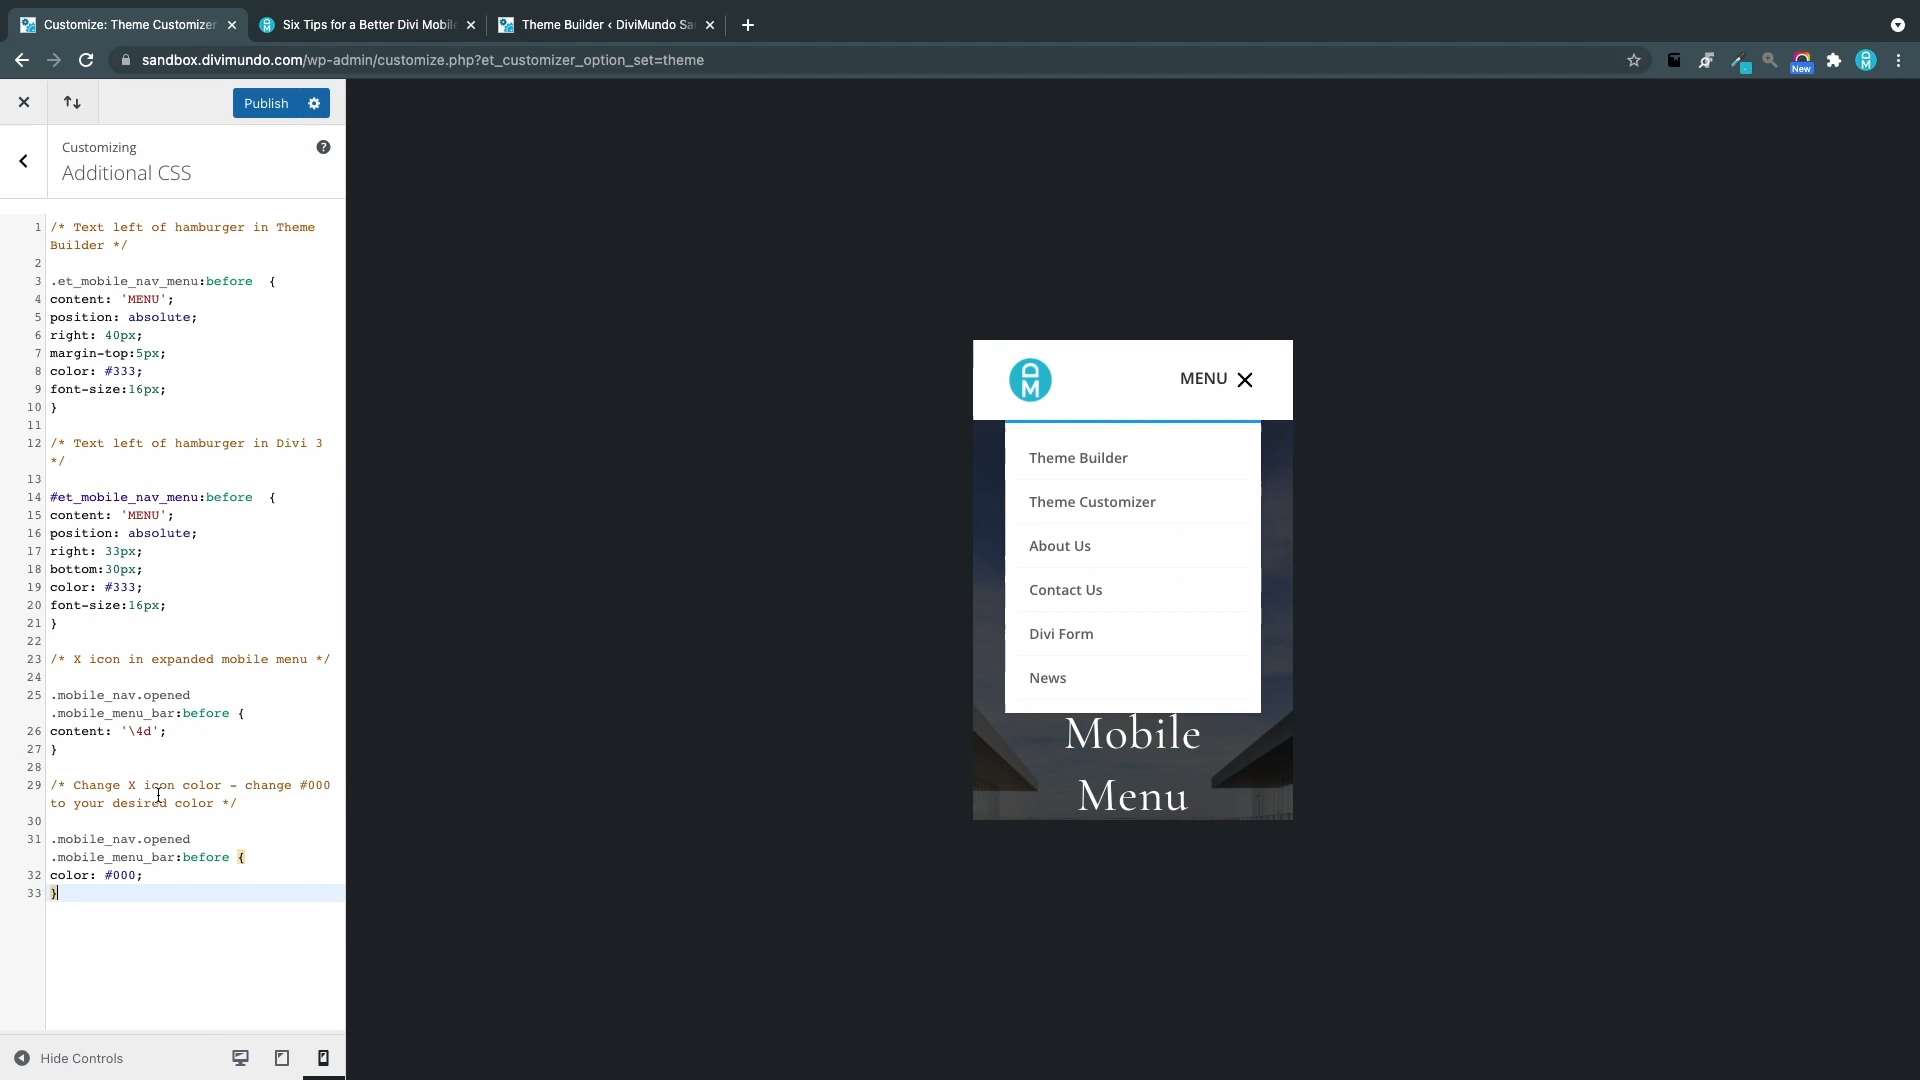 Customize: Theme Customizer
Six Tips for a Better Divi Mobile
Theme Builder ‹ DiviMundo Sa
sandbox.divimundo.com/wp-admin/customize.php?et_customizer_option_set=theme
New
Publish
Customizing
Additional CSS
1 /* Text left of hamburger in Theme
Builder */
2
3 .et_mobile_nav_menu:before  {
4 content: 'MENU';
5 position: absolute;
6 right: 40px;
7 margin-top:5px;
8 color: #333;
9 font-size:16px;
10 }
11
12 /* Text left of hamburger in Divi 3
*/
13
14 #et_mobile_nav_menu:before  {
15 content: 'MENU';
16 position: absolute;
17 right: 33px;
18 bottom:30px;
19 color: #333;
20 font-size:16px;
21 }
22
23 /* X icon in expanded mobile menu */
24
25 .mobile_nav.opened
.mobile_menu_bar:before {
26 content: '\4d';
27 }
28
29 /* Change X icon color - change #000
to your desired color */
30
31 .mobile_nav.opened
.mobile_menu_bar:before {
32 color: #000;
33 }
Hide Controls
DM
MENU
Theme Builder
Theme Customizer
About Us
Contact Us
Divi Form
News
Mobile
Menu